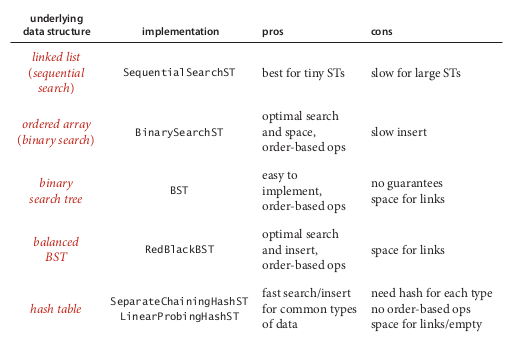 underlying
data structure implementation pros cons
linked list
(sequential
search) SequentialSearchST best for tiny STs slow for large STs
ordered array
(binary search) BinarySearchST optimal search
and space,
order-based ops slow insert
binary
search tree BST easy to
implement,
order-based ops no guarantees
space for links
balanced
BST RedBlackBST optimal search
and insert,
order-based ops space for links
hash table SeparateChainingHashST
LinearProbingHashST fast search/insert
for common types
of data need hash for each type
no order-based ops
space for links/empty